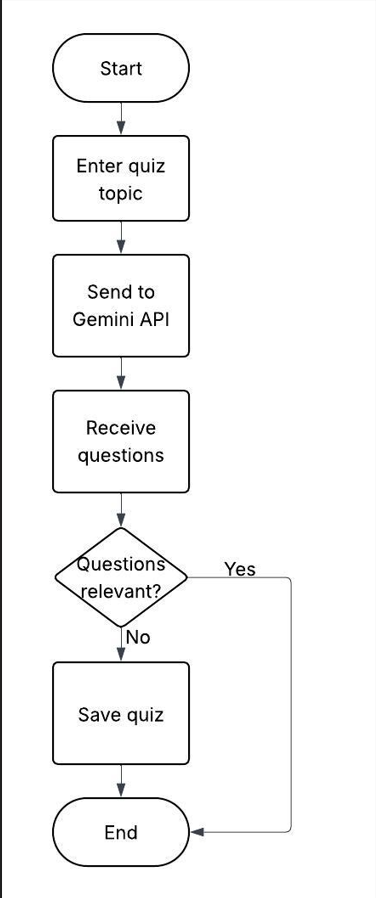 Start
Enter quiz
topic
Send to
Gemini API
Receive
questions
Questions
relevant?
Yes
No
Save quiz
End